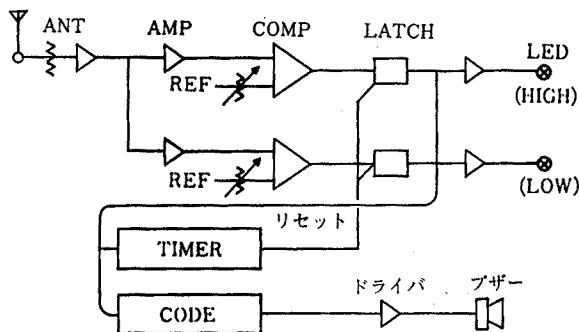 ANT AMP COMP LATCH
LED
REF
(HIGH)
REF
(LOW)
リセット
TIMER
ドライバ ブザー
CODE